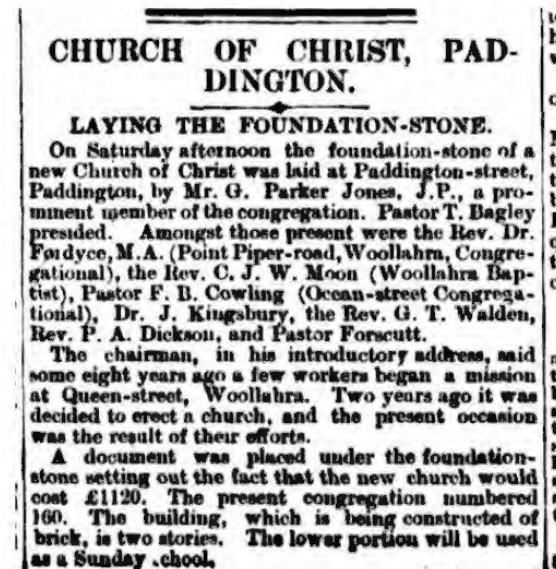 CHURCH OF CHRIST, PAD-
DINGTON.
LAYING THE FOUNDATION-STONE.
On Saturday afternoon the foundation-stone of a
new Church of Christ was laid at Paddington-street,
Paddington, by Mr. G. Parker Jones, J.P., a pro-
minent member of the congregation. Pastor T. Bagley
presided. Amongst those present were the Rev. Dr.
Fordyce, M.A. (Point Piper-road, Woollahra, Congre-
gational), the Rev. C. J. W. Moon (Woollahra Bap-
tist), Pastor F. B. Cowling (Ocean-street Congrega-
tional), Dr. J. Kingsbury, the Rev. G. T. Walden,
Rev. P. A. Dickson, and Pastor Forscutt.
The chairman, in his introductory address, said
some eight years ago a few workers began a mission
at Queen-street, Woollahra. Two years ago it was
decided to erect a church, and the present occasion
was the result of their efforts.
A document was placed under the foundation-
stone setting out the fact that the new church would
cost £1120. The present congregation numbered
160. The building, which is being constructed of
brick, is two stories. The lower portion will be used
as a Sunday .chool.